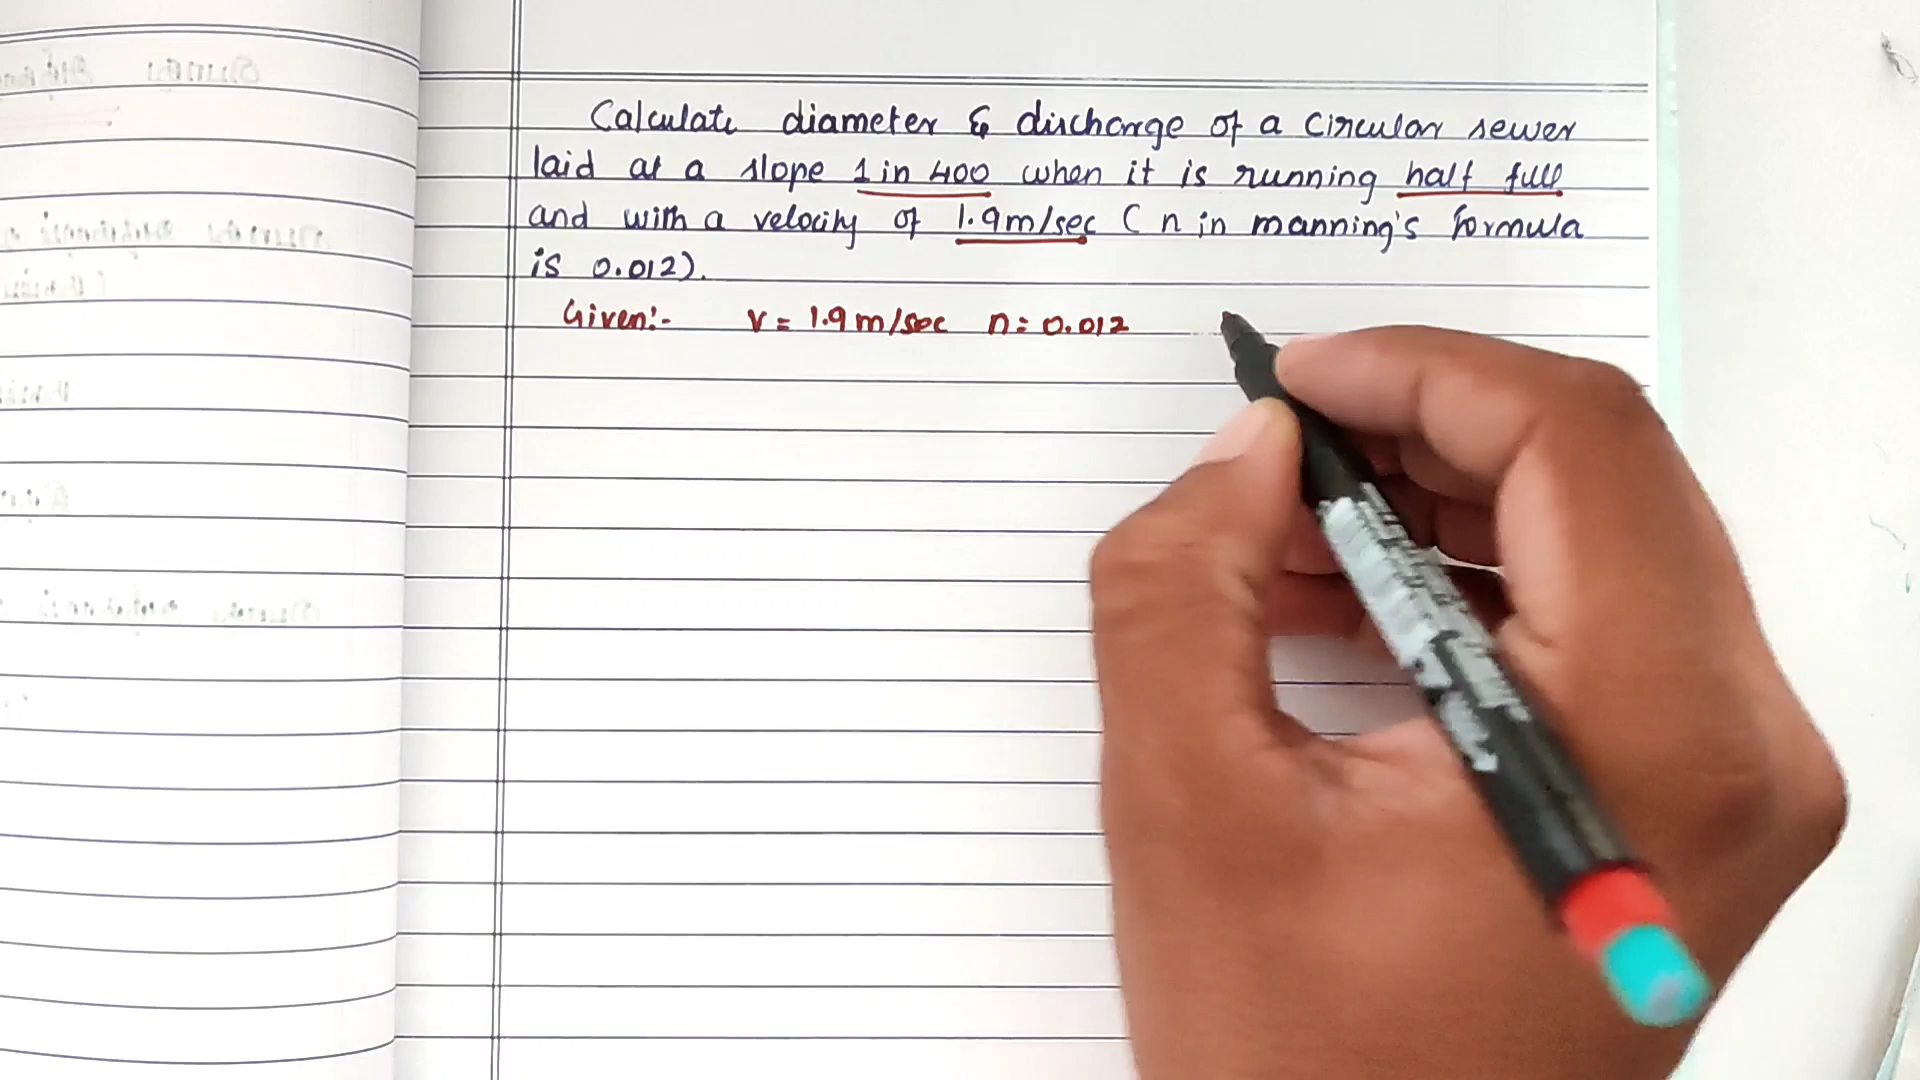 Calculate diameter & discharge of a circular sewer
laid at a slope 1 in 400 when it is running half full
and with a velocity of 1.9m/sec ( n in manning's formula
is 0.012).
Given:- V = 1.9m/sec n = 0.012